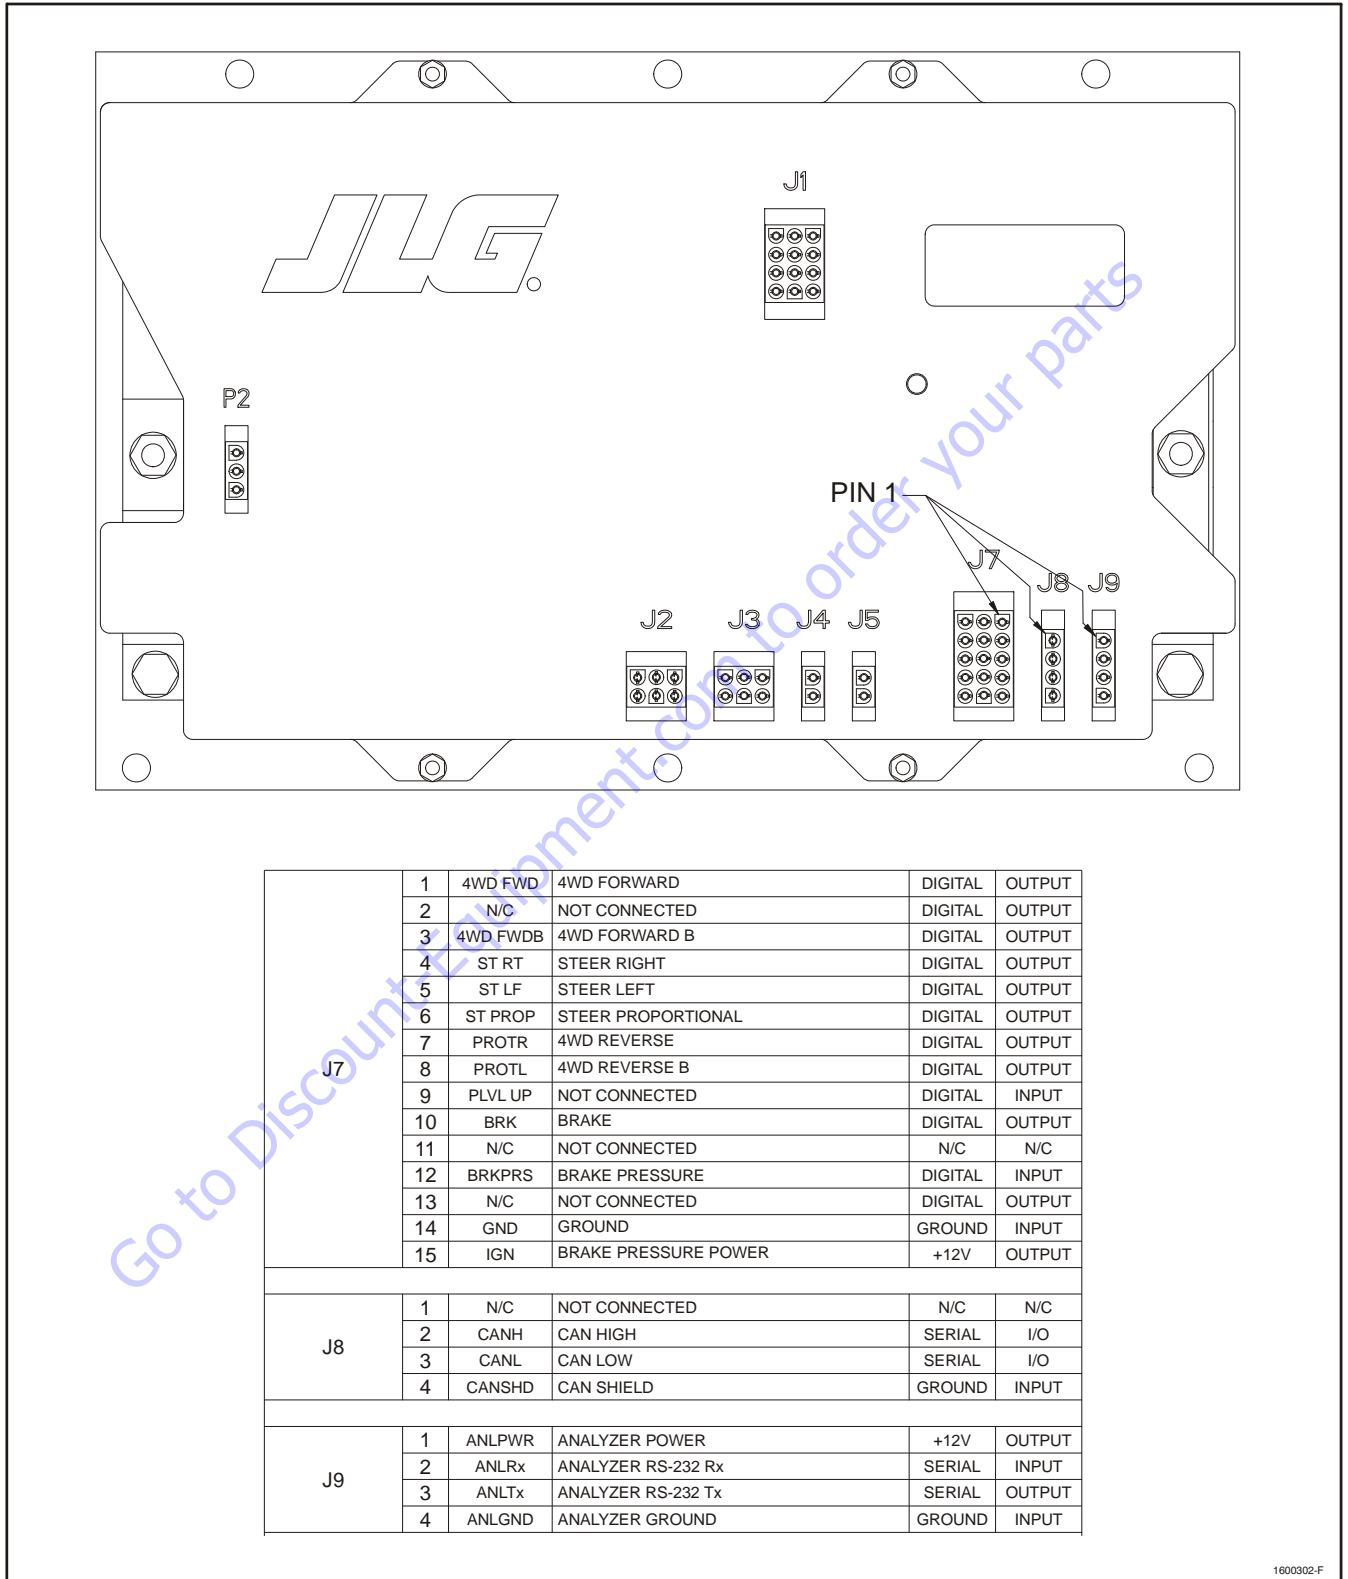 JLG
J1
P2
PIN 1
J7
J8 J9
J2 J3 J4 J5
J7
1 4WD FWD 4WD FORWARD DIGITAL OUTPUT
2 N/C NOT CONNECTED DIGITAL OUTPUT
3 4WD FWDB 4WD FORWARD B DIGITAL OUTPUT
4 ST RT STEER RIGHT DIGITAL OUTPUT
5 ST LF STEER LEFT DIGITAL OUTPUT
6 ST PROP STEER PROPORTIONAL DIGITAL OUTPUT
7 PROTR 4WD REVERSE DIGITAL OUTPUT
8 PROTL 4WD REVERSE B DIGITAL OUTPUT
9 PLVL UP NOT CONNECTED DIGITAL INPUT
10 BRK BRAKE DIGITAL OUTPUT
11 N/C NOT CONNECTED N/C N/C
12 BRKPRS BRAKE PRESSURE DIGITAL INPUT
13 N/C NOT CONNECTED DIGITAL OUTPUT
14 GND GROUND GROUND INPUT
15 IGN BRAKE PRESSURE POWER +12V OUTPUT
J8
1 N/C NOT CONNECTED N/C N/C
2 CANH CAN HIGH SERIAL I/O
3 CANL CAN LOW SERIAL I/O
4 CANSHD CAN SHIELD GROUND INPUT
J9
1 ANLPWR ANALYZER POWER +12V OUTPUT
2 ANLRx ANALYZER RS-232 Rx SERIAL INPUT
3 ANLTx ANALYZER RS-232 Tx SERIAL OUTPUT
4 ANLGND ANALYZER GROUND GROUND INPUT
1600302-F
Go to Discount-Equipment.com to order your parts